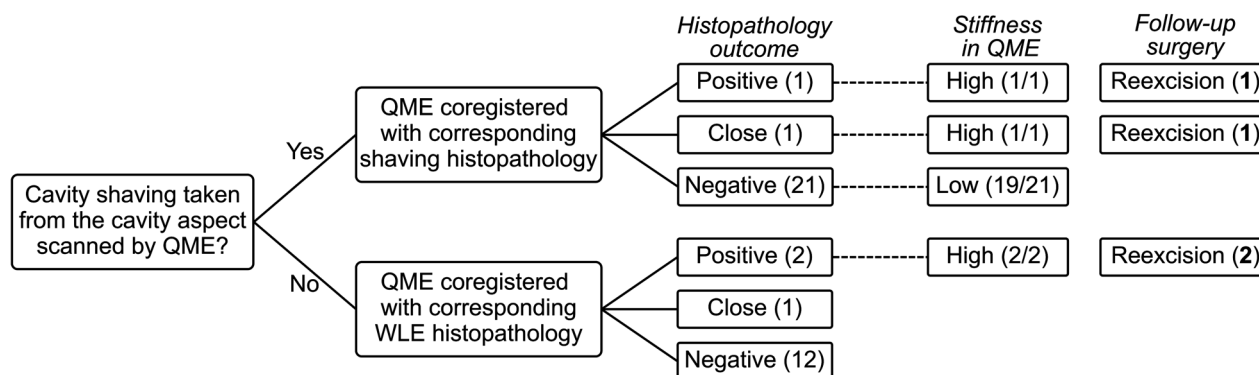 Histopathology
outcome
Stiffness
in QME
Follow-up
surgery
Positive (1)
High (1/1)
Reexcision (1)
QME coregistered
with corresponding
shaving histopathology
Close (1)
High (1/1)
Reexcision (1)
Yes
Negative (21)
Low (19/21)
Cavity shaving taken
from the cavity aspect
scanned by QME?
No
QME coregistered
with corresponding
WLE histopathology
Positive (2)
High (2/2)
Reexcision (2)
Close (1)
Negative (12)